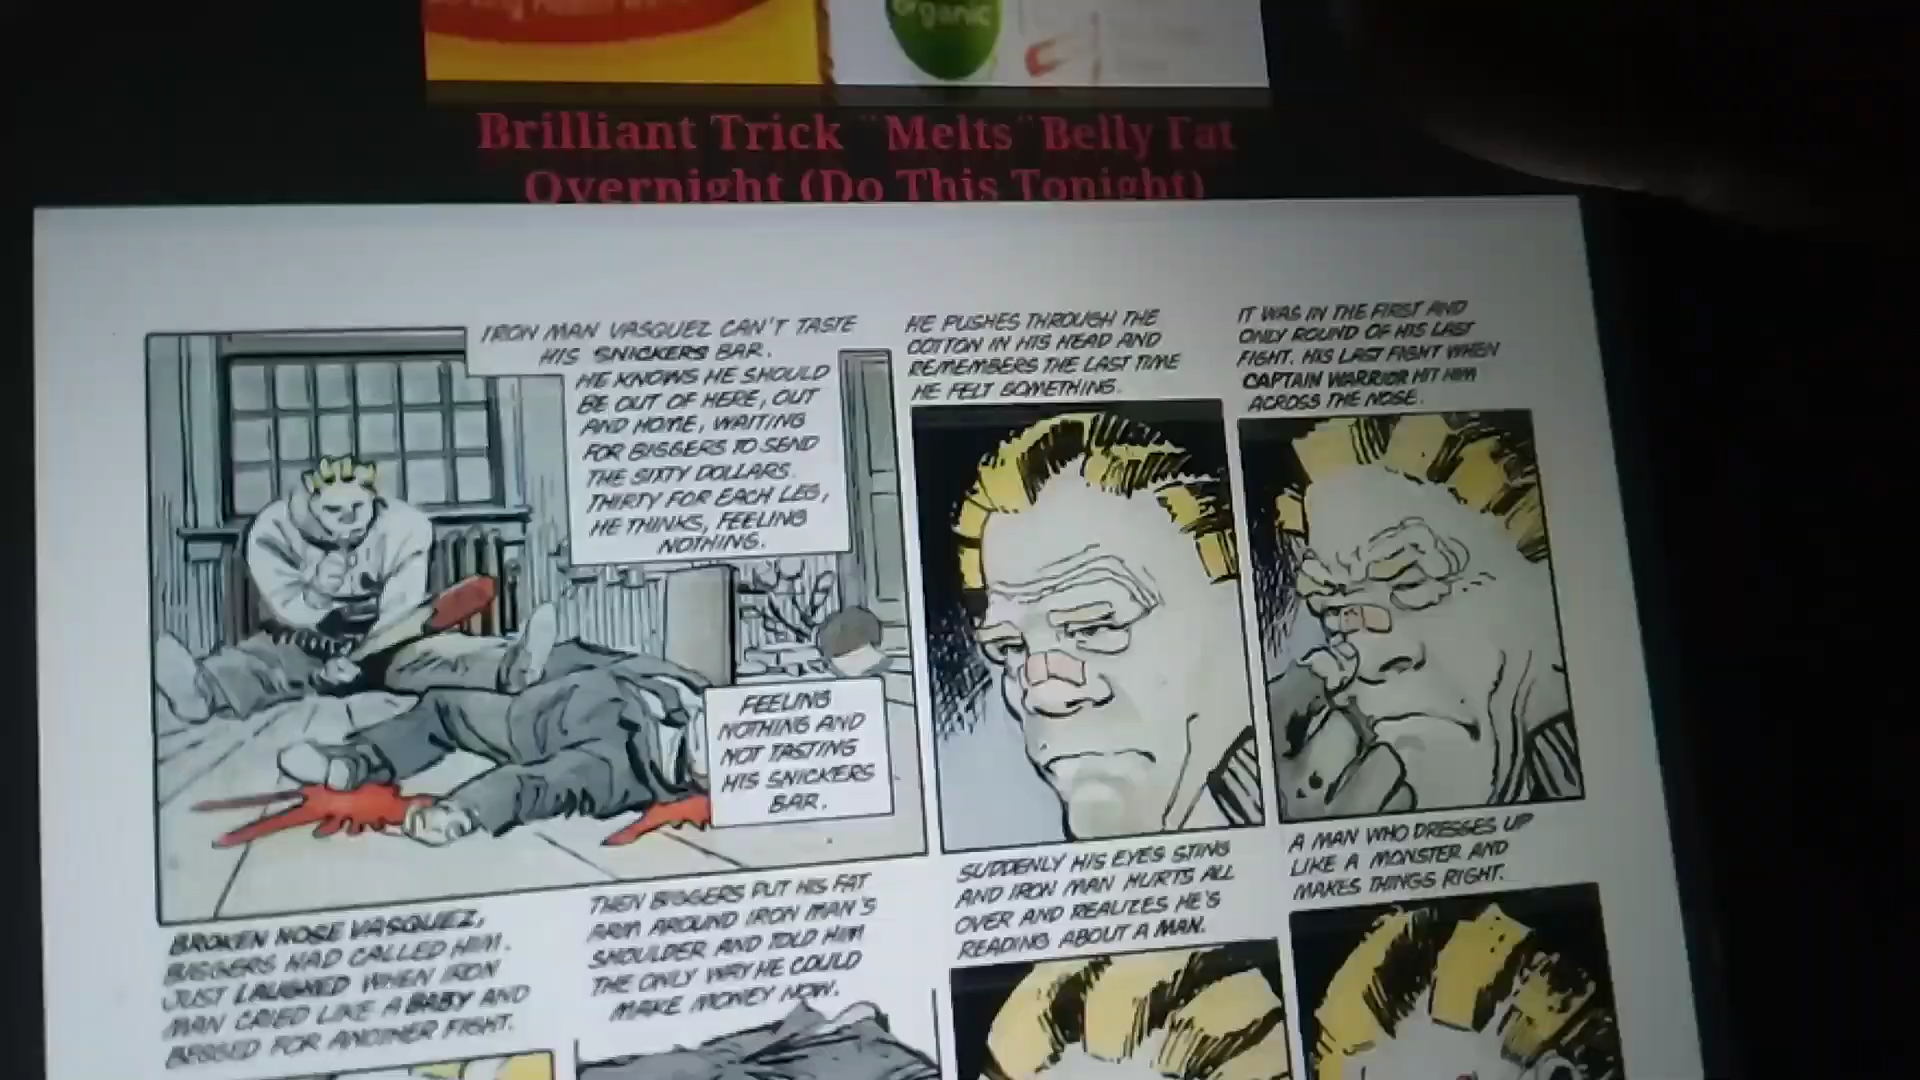 organic
Brilliant Trick "Melts" Belly Fat
Overnight (Do This Tonight)
IRON MAN VASQUEZ CAN'T TASTE
HIS SNICKERS BAR.
HE KNOWS HE SHOULD
BE OUT OF HERE, OUT
AND HOME, WAITING
FOR BIGGERS TO SEND
THE SIXTY DOLLARS.
THIRTY FOR EACH LEG,
HE THINKS, FEELING
NOTHING.
FEELING
NOTHING AND
NOT TASTING
HIS SNICKERS
BAR.
HE PUSHES THROUGH THE
COTTON IN HIS HEAD AND
REMEMBERS THE LAST TIME
HE FELT SOMETHING.
IT WAS IN THE FIRST AND
ONLY ROUND OF HIS LAST
FIGHT. HIS LAST FIGHT WHEN
CAPTAIN WARRIOR HIT HIM
ACROSS THE NOSE.
BROKEN NOSE VASQUEZ,
BIGGERS HAD CALLED HIM.
JUST LAUGHED WHEN IRON
MAN CRIED LIKE A BABY AND
BEGGED FOR ANOTHER FIGHT.
THEN BIGGERS PUT HIS FAT
ARM AROUND IRON MAN'S
SHOULDER AND TOLD HIM
THE ONLY WAY HE COULD
MAKE MONEY NOW.
SUDDENLY HIS EYES STING
AND IRON MAN HURTS ALL
OVER AND REALIZES HE'S
READING ABOUT A MAN.
A MAN WHO DRESSES UP
LIKE A MONSTER AND
MAKES THINGS RIGHT.